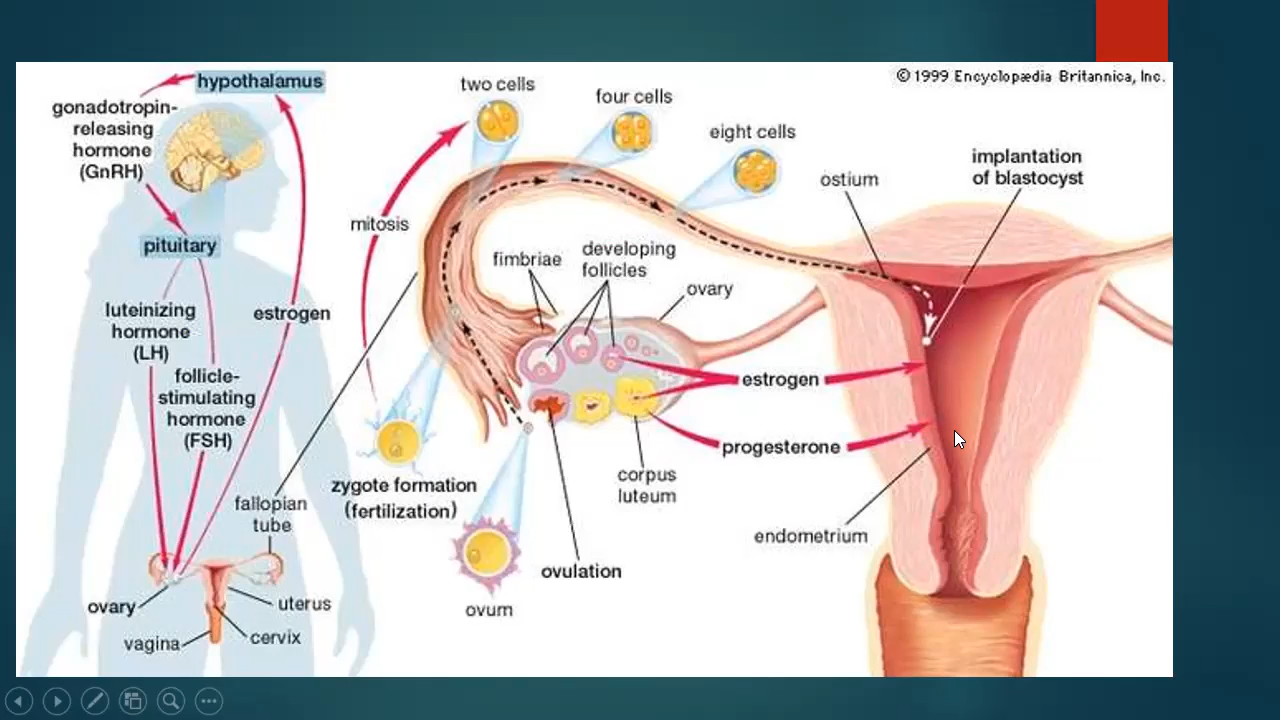 © 1999 Encyclopædia Britannica, Inc.
hypothalamus
gonadotropin-
releasing
hormone
(GnRH)
pituitary
luteinizing
hormone
(LH)
follicle-
stimulating
hormone
(FSH)
estrogen
fallopian
tube
ovary
uterus
vagina
cervix
two cells
four cells
eight cells
mitosis
fimbriae
developing
follicles
ovary
ostium
implantation
of blastocyst
estrogen
progesterone
corpus
luteum
endometrium
zygote formation
(fertilization)
ovulation
ovum